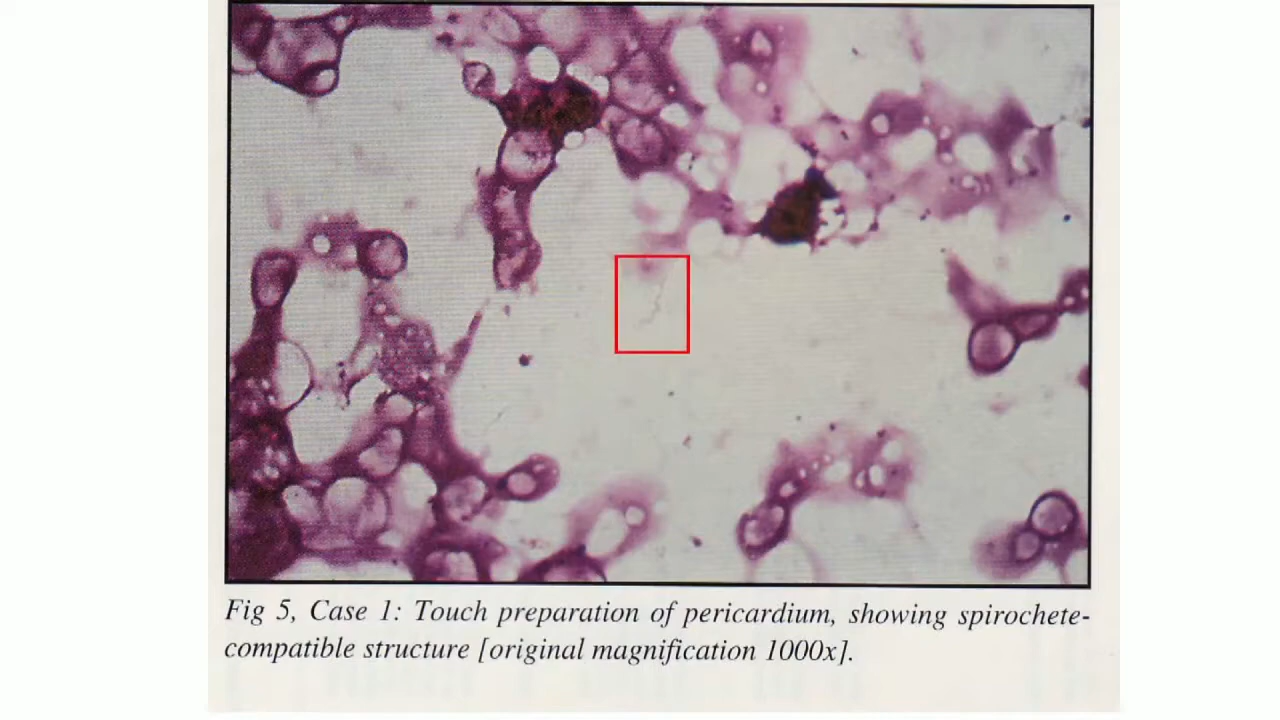 Fig 5, Case 1: Touch preparation of pericardium, showing spirochete-
compatible structure [original magnification 1000x].